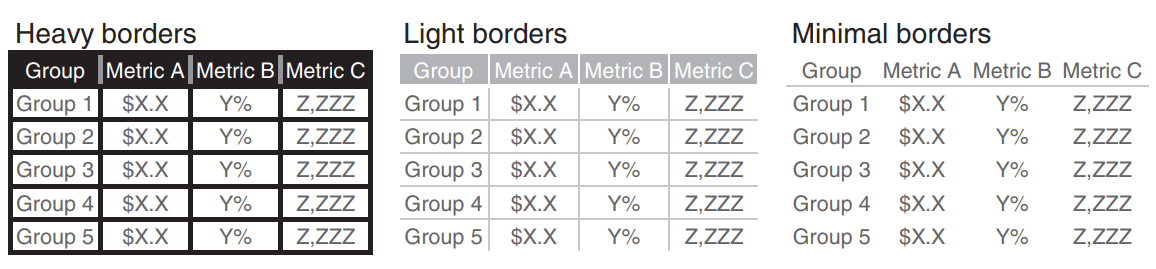 Heavy borders
Group Metric A Metric B Metric C
Group 1 $X.X Y% Z,ZZZ
Group 2 $X.X Y% Z,ZZZ
Group 3 $X.X Y% Z,ZZZ
Group 4 $X.X Y% Z,ZZZ
Group 5 $X.X Y% Z,ZZZ
Light borders
Group Metric A Metric B Metric C
Group 1 $X.X Y% Z,ZZZ
Group 2 $X.X Y% Z,ZZZ
Group 3 $X.X Y% Z,ZZZ
Group 4 $X.X Y% Z,ZZZ
Group 5 $X.X Y% Z,ZZZ
Minimal borders
Group Metric A Metric B Metric C
Group 1 $X.X Y% Z,ZZZ
Group 2 $X.X Y% Z,ZZZ
Group 3 $X.X Y% Z,ZZZ
Group 4 $X.X Y% Z,ZZZ
Group 5 $X.X Y% Z,ZZZ